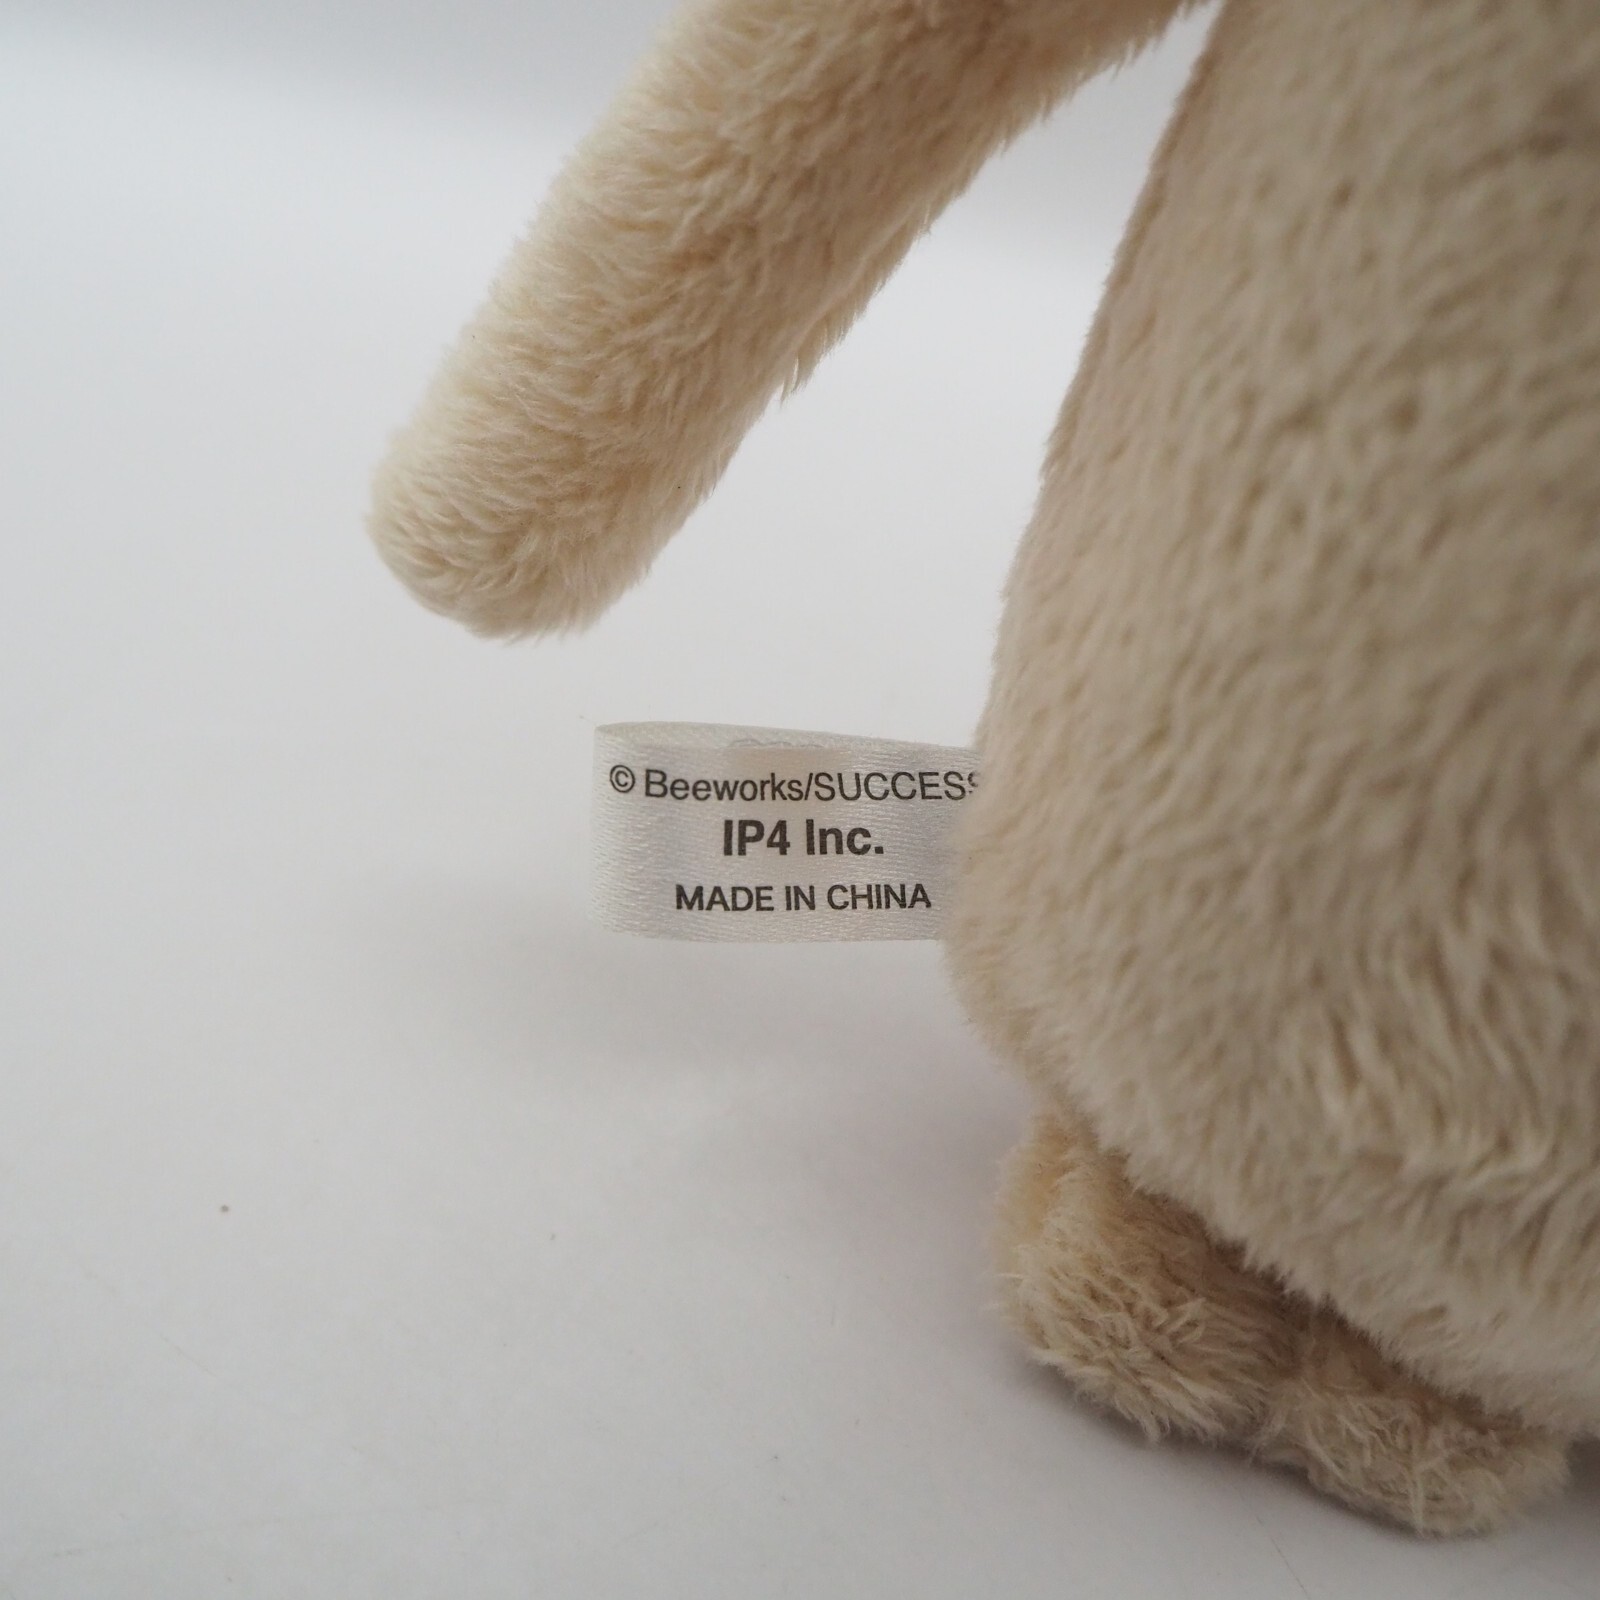 © Beeworks/SUCCESS
IP4 Inc.
MADE IN CHINA